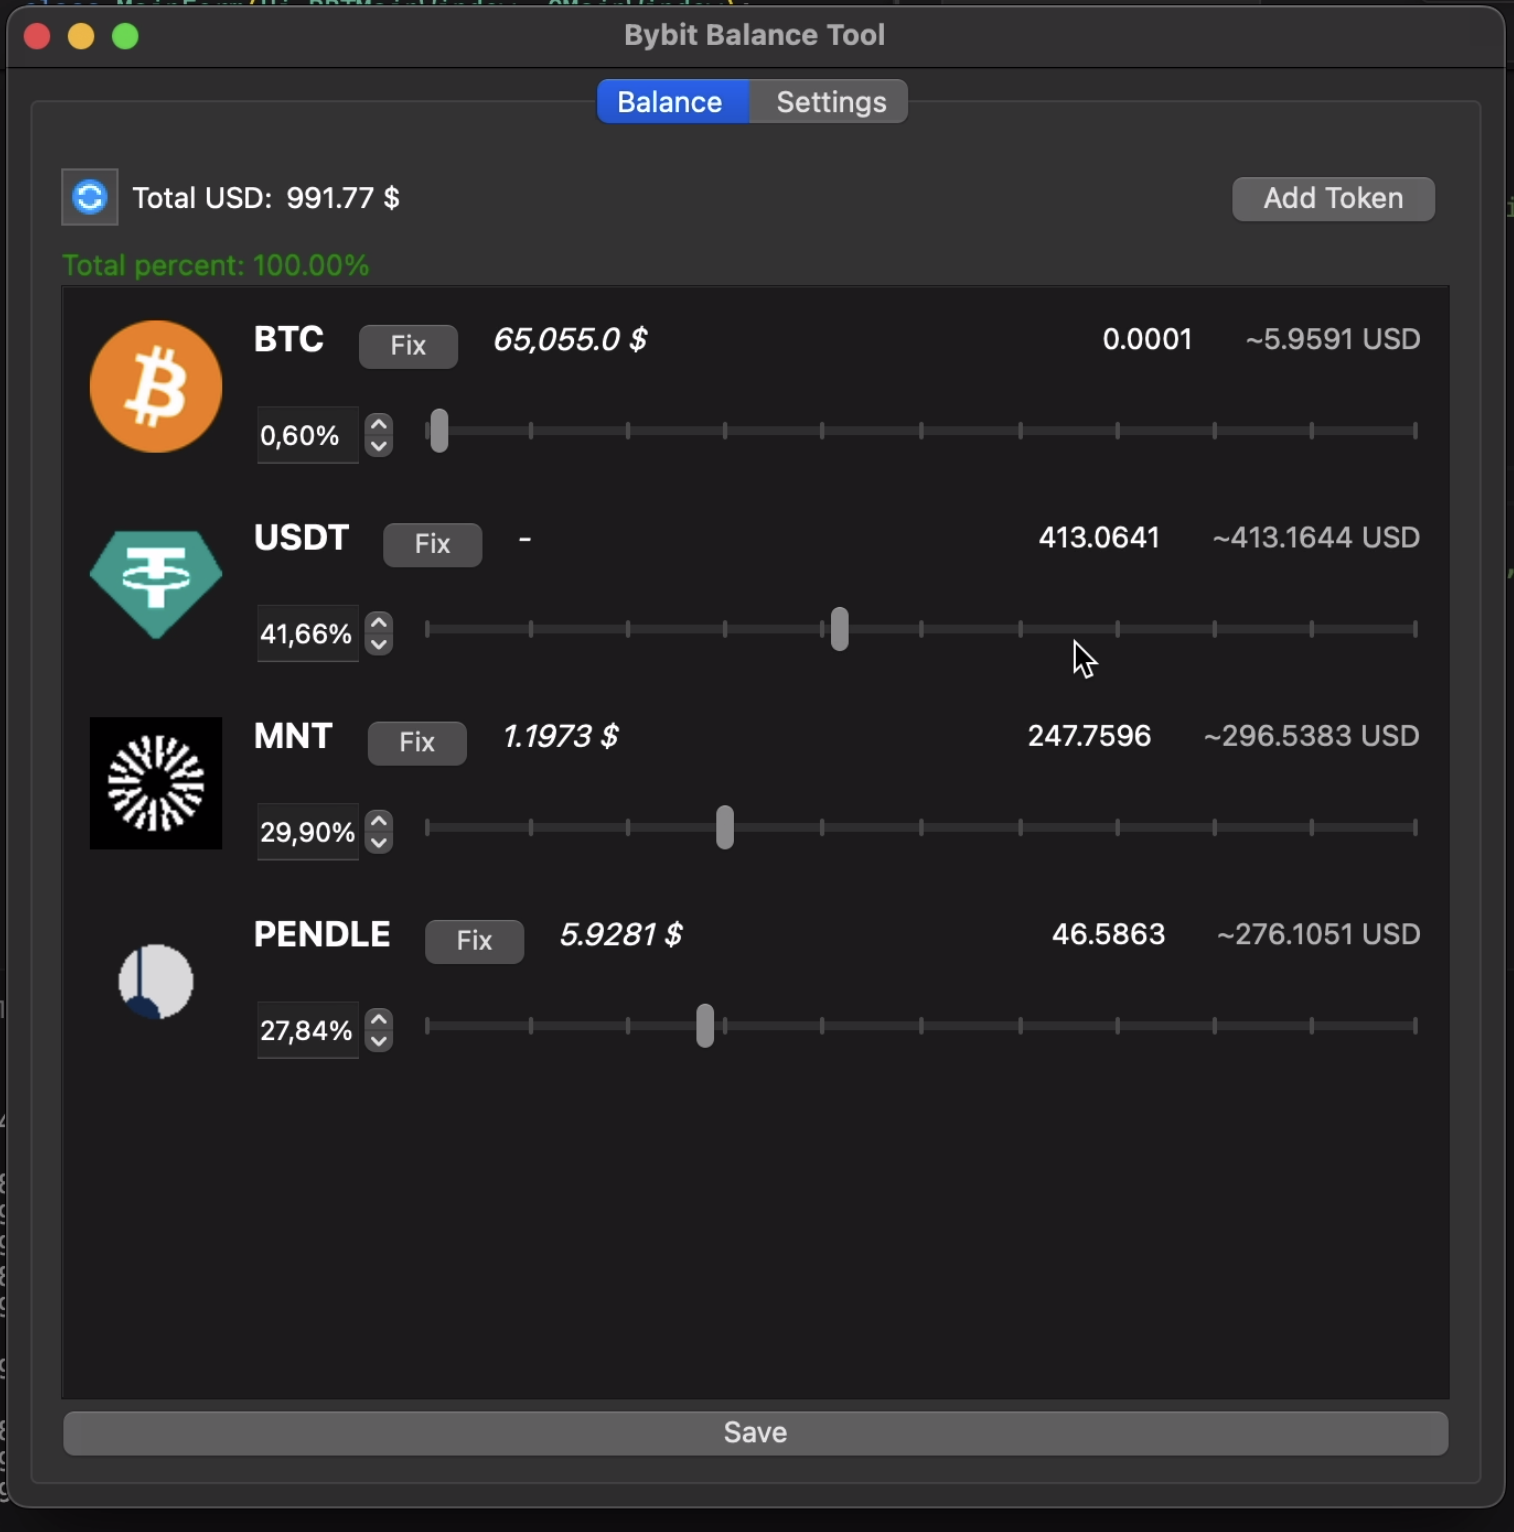 Bybit Balance Tool
Balance Settings
Total USD: 991.77 $ Add Token
Total percent: 100.00%
BTC Fix 65,055.0 $ 0.0001 ~5.9591 USD
0,60%
USDT Fix - 413.0641 ~413.1644 USD
41,66%
MNT Fix 1.1973 $ 247.7596 ~296.5383 USD
29,90%
PENDLE Fix 5.9281 $ 46.5863 ~276.1051 USD
27,84%
Save